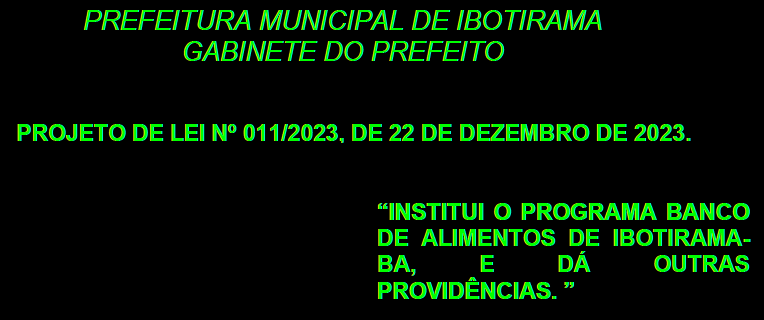 PREFEITURA MUNICIPAL DE IBOTIRAMA
GABINETE DO PREFEITO
PROJETO DE LEI Nº 011/2023, DE 22 DE DEZEMBRO DE 2023.
“INSTITUI O PROGRAMA BANCO
DE ALIMENTOS DE IBOTIRAMA-
BA, E DÁ OUTRAS
PROVIDÊNCIAS. ”